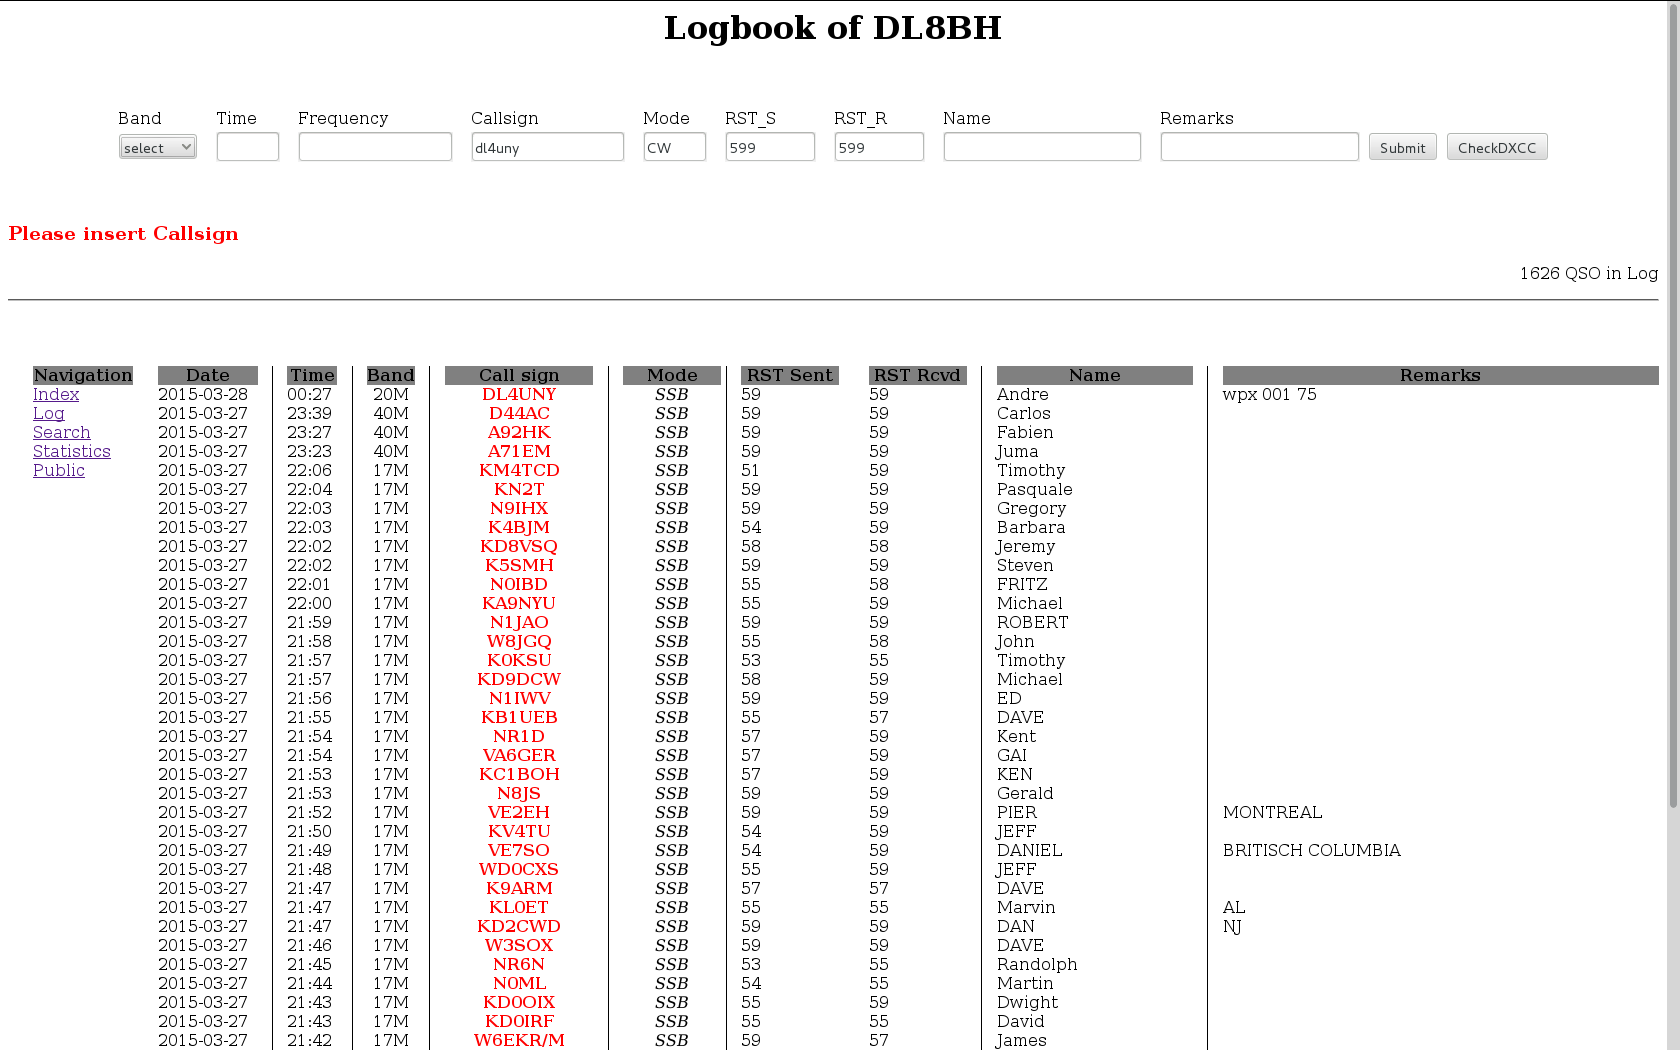 Logbook of DL8BH
Band Time Frequency Callsign Mode RST_S RST_R Name Remarks
select dl4uny CW 599 599 Submit CheckDXCC
Please insert Callsign
1626 QSO in Log
Navigation Date Time Band Call sign Mode RST Sent RST Rcvd Name Remarks
Index 2015-03-28 00:27 20M DL4UNY SSB 59 59 Andre wpx 001 75
Log 2015-03-27 23:39 40M D44AC SSB 59 59 Carlos
Search 2015-03-27 23:27 40M A92HK SSB 59 59 Fabien
Statistics 2015-03-27 23:23 40M A71EM SSB 59 59 Juma
Public 2015-03-27 22:06 17M KM4TCD SSB 51 59 Timothy
2015-03-27 22:04 17M KN2T SSB 59 59 Pasquale
2015-03-27 22:03 17M N9IHX SSB 59 59 Gregory
2015-03-27 22:03 17M K4BJM SSB 54 59 Barbara
2015-03-27 22:02 17M KD8VSQ SSB 58 58 Jeremy
2015-03-27 22:02 17M K5SMH SSB 59 59 Steven
2015-03-27 22:01 17M N0IBD SSB 55 58 FRITZ
2015-03-27 22:00 17M KA9NYU SSB 55 59 Michael
2015-03-27 21:59 17M N1JAO SSB 59 59 ROBERT
2015-03-27 21:58 17M W8JGQ SSB 55 58 John
2015-03-27 21:57 17M K0KSU SSB 53 55 Timothy
2015-03-27 21:57 17M KD9DCW SSB 58 59 Michael
2015-03-27 21:56 17M N1IWV SSB 59 59 ED
2015-03-27 21:55 17M KB1UEB SSB 55 57 DAVE
2015-03-27 21:54 17M NR1D SSB 57 59 Kent
2015-03-27 21:54 17M VA6GER SSB 57 59 GAI
2015-03-27 21:53 17M KC1BOH SSB 57 59 KEN
2015-03-27 21:53 17M N8JS SSB 59 59 Gerald
2015-03-27 21:52 17M VE2EH SSB 59 59 PIER MONTREAL
2015-03-27 21:50 17M KV4TU SSB 54 59 JEFF
2015-03-27 21:49 17M VE7SO SSB 54 59 DANIEL BRITISCH COLUMBIA
2015-03-27 21:48 17M WD0CXS SSB 55 59 JEFF
2015-03-27 21:47 17M K9ARM SSB 57 57 DAVE
2015-03-27 21:47 17M KL0ET SSB 55 55 Marvin AL
2015-03-27 21:47 17M KD2CWD SSB 59 59 DAN NJ
2015-03-27 21:46 17M W3SOX SSB 59 59 DAVE
2015-03-27 21:45 17M NR6N SSB 53 55 Randolph
2015-03-27 21:44 17M N0ML SSB 54 55 Martin
2015-03-27 21:43 17M KD0OIX SSB 55 59 Dwight
2015-03-27 21:43 17M KD0IRF SSB 55 55 David
2015-03-27 21:42 17M W6EKR/M SSB 59 57 James